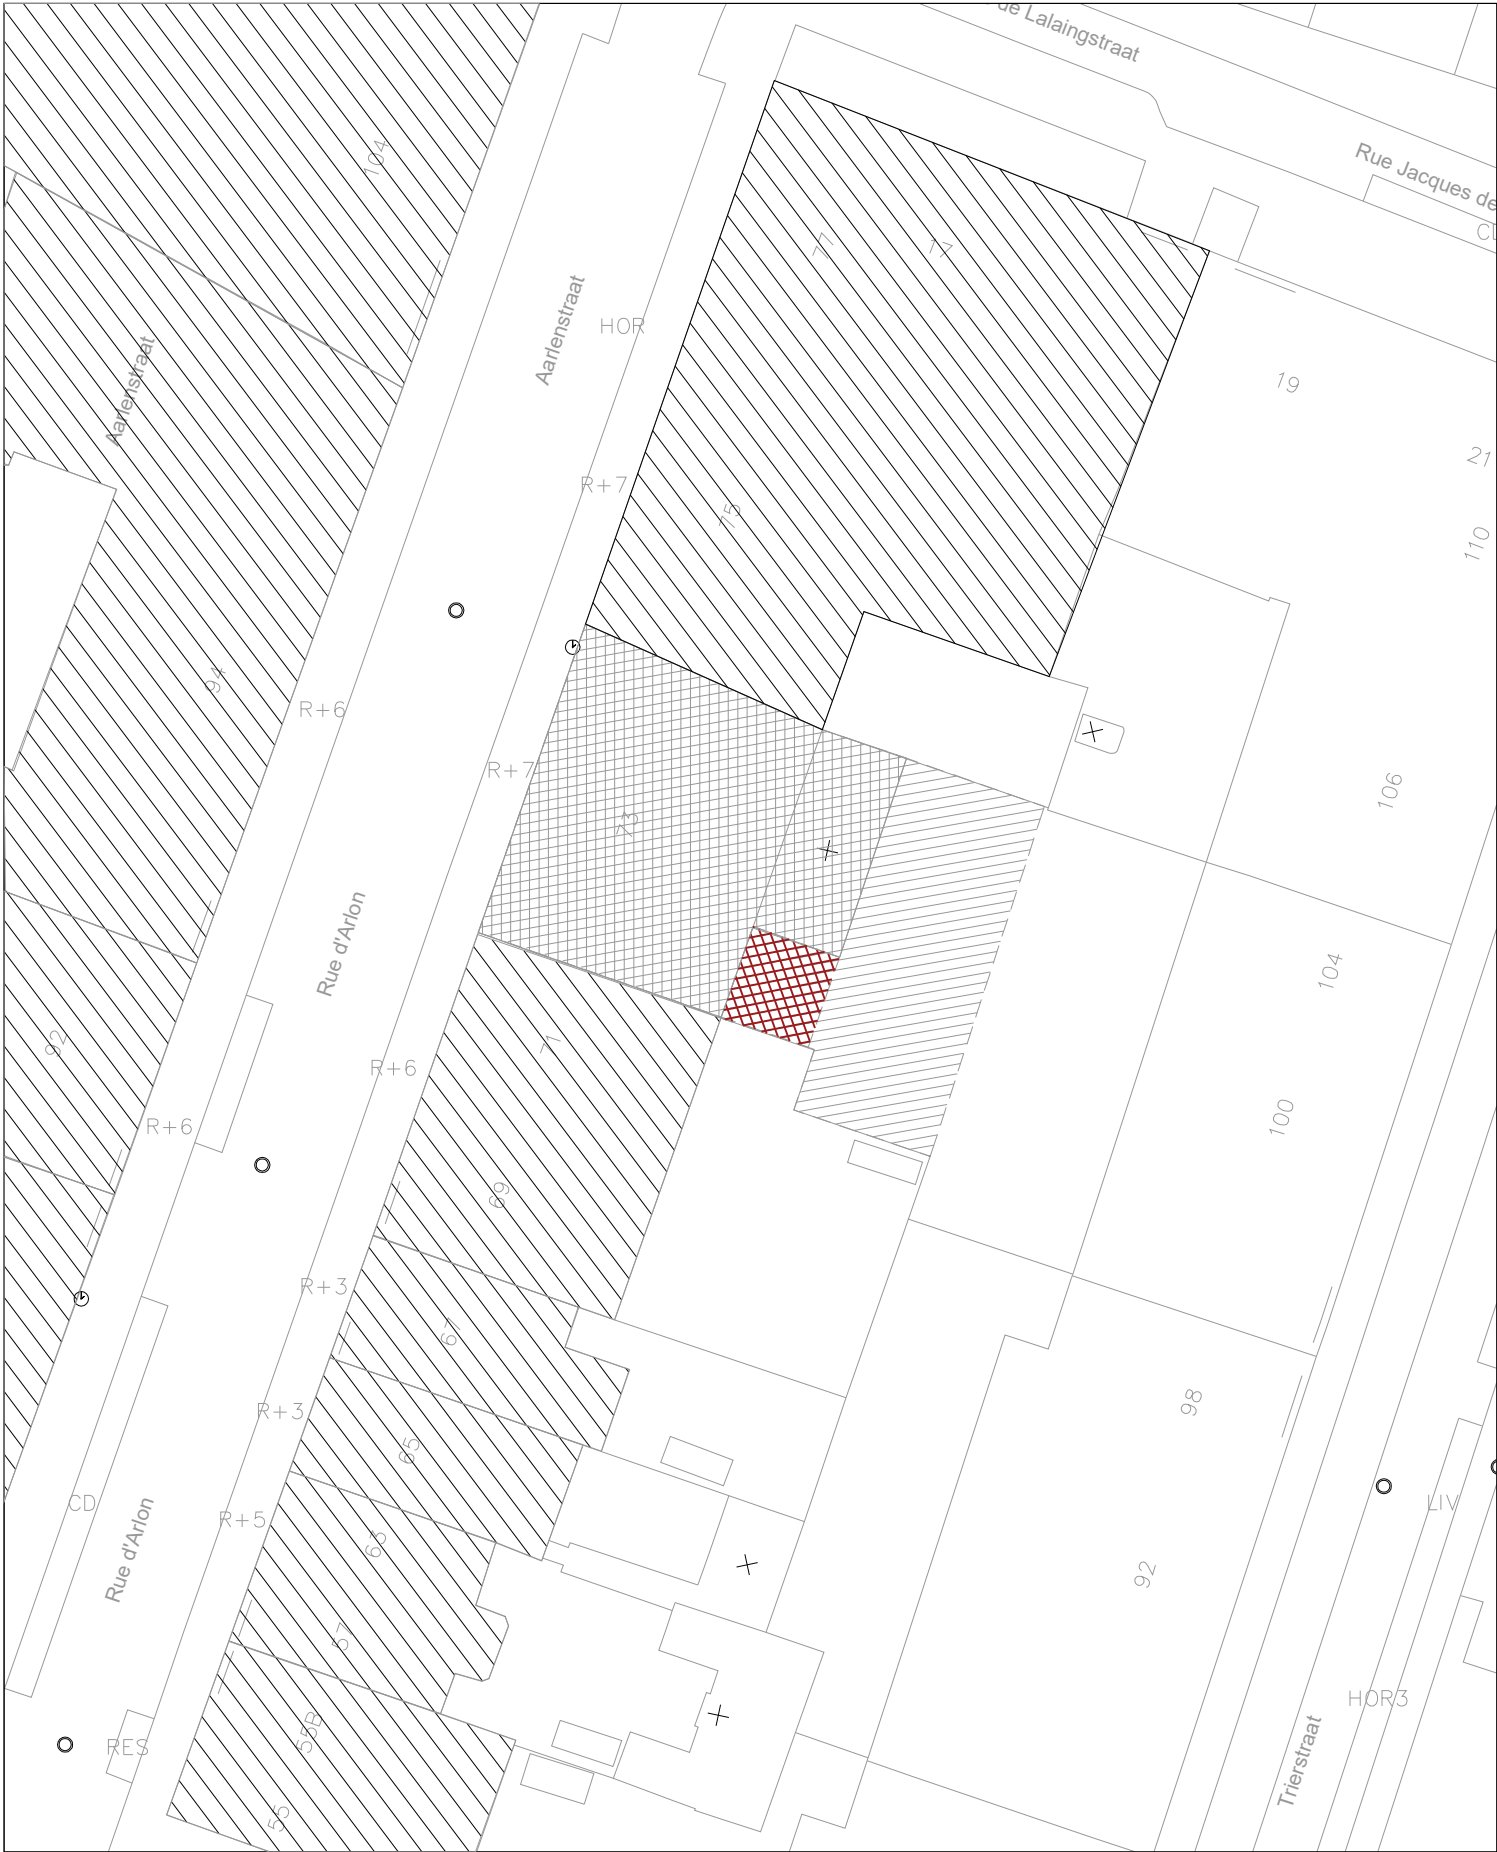 ue Lalaingstraat
Rue Jacques de
104
77
17
Aarlenstraat
HOR
Aarlenstraat
19
21
R+7
75
110
94
R+6
R+7
73
106
Rue d'Arlon
104
92
71
R+6
100
R+6
69
R+3
67
98
R+3
65
CD
R+5
63
LIV
Rue d'Arlon
92
57
HOR3
55B
RES
Trierstraat
55